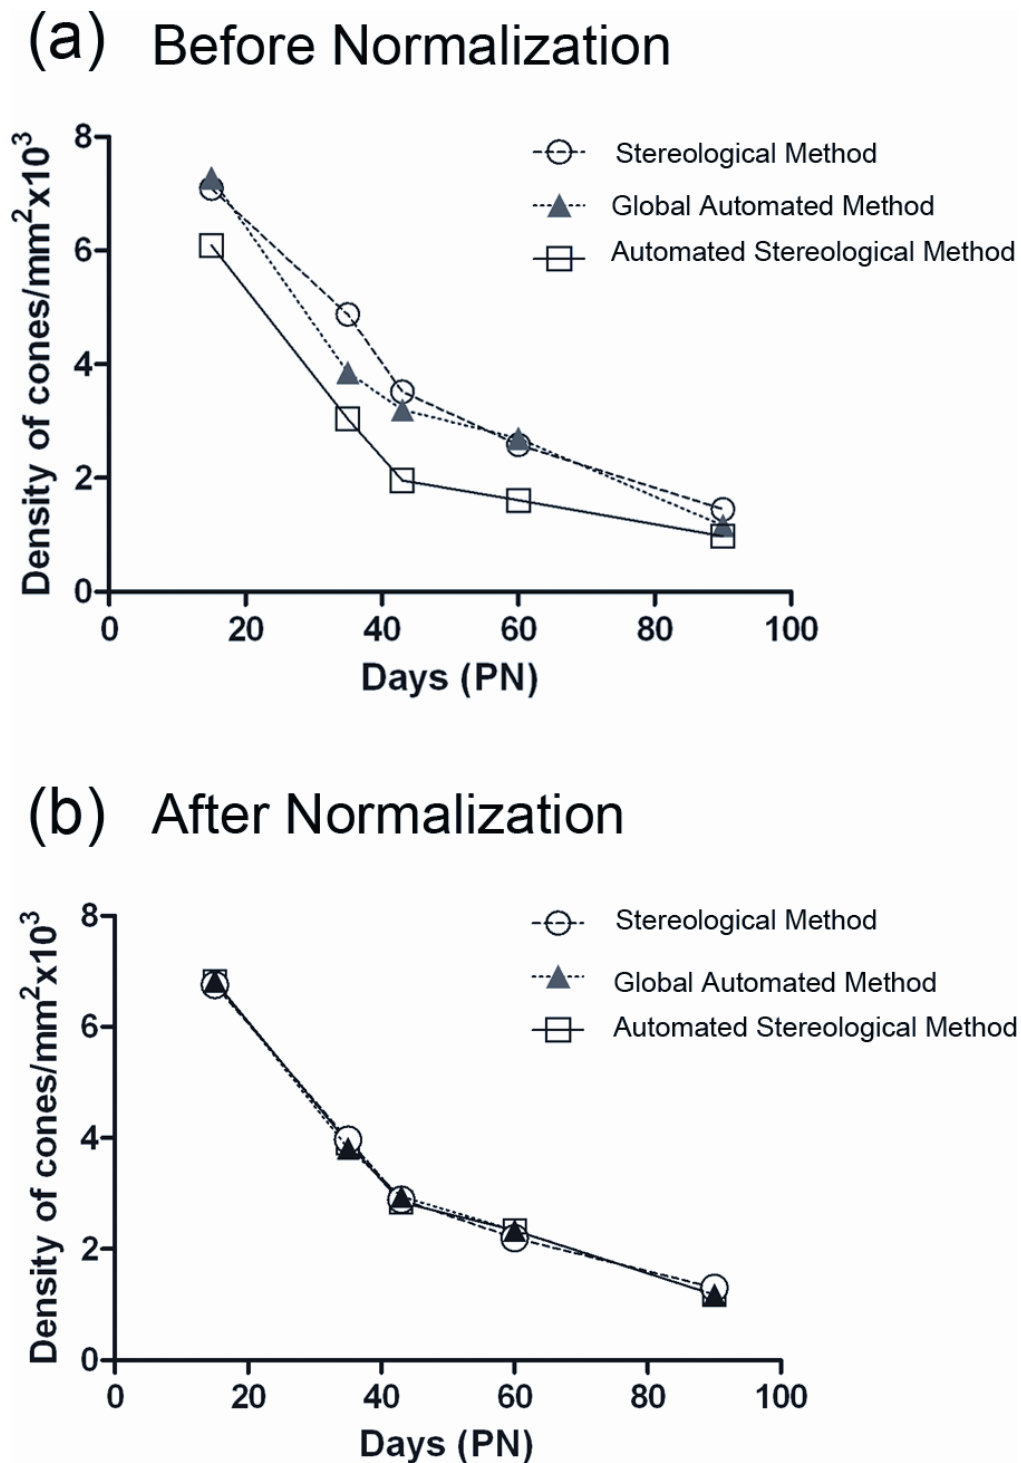 (a) Before Normalization
Density of cones/mm²x10³
8
6
4
2
0
Stereological Method
Global Automated Method
Automated Stereological Method
0 20 40 60 80 100
Days (PN)
(b) After Normalization
Density of cones/mm²x10³
8
6
4
2
0
Stereological Method
Global Automated Method
Automated Stereological Method
0 20 40 60 80 100
Days (PN)